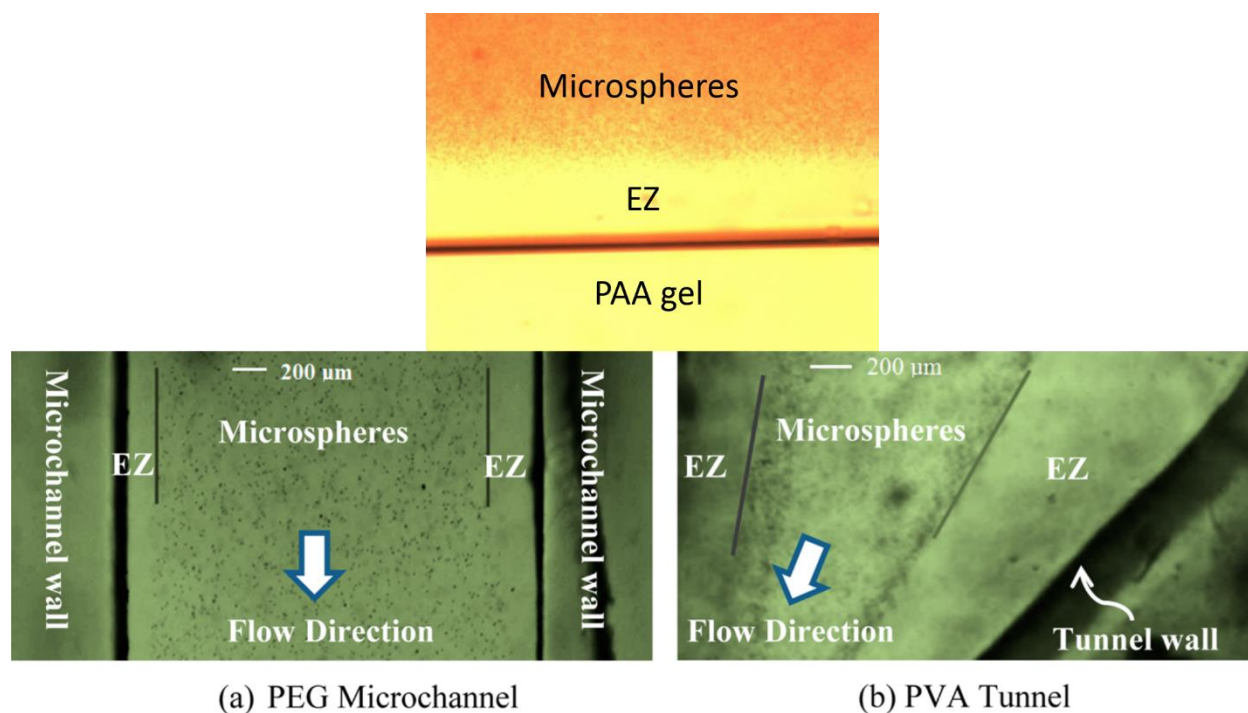 Microspheres
EZ
PAA gel
200 µm
Microchannel wall
EZ
Microspheres
EZ
Microchannel wall
Flow Direction
200 µm
EZ
Microspheres
EZ
Flow Direction
Tunnel wall
(a) PEG Microchannel
(b) PVA Tunnel